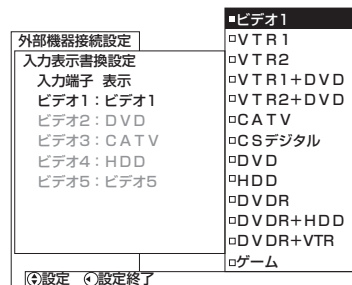 外部機器接続設定
入力表示書換設定
入力端子 表示
ビデオ1：ビデオ1
ビデオ2：ＤＶＤ
ビデオ3：ＣＡＴＶ
ビデオ4：ＨＤＤ
ビデオ5：ビデオ5
設定 設定終了
ビデオ1
ＶＴＲ1
ＶＴＲ2
ＶＴＲ1+ＤＶＤ
ＶＴＲ2+ＤＶＤ
ＣＡＴＶ
ＣＳデジタル
ＤＶＤ
ＨＤＤ
ＤＶＤＲ
ＤＶＤＲ+ＨＤＤ
ＤＶＤＲ+VTR
ゲーム